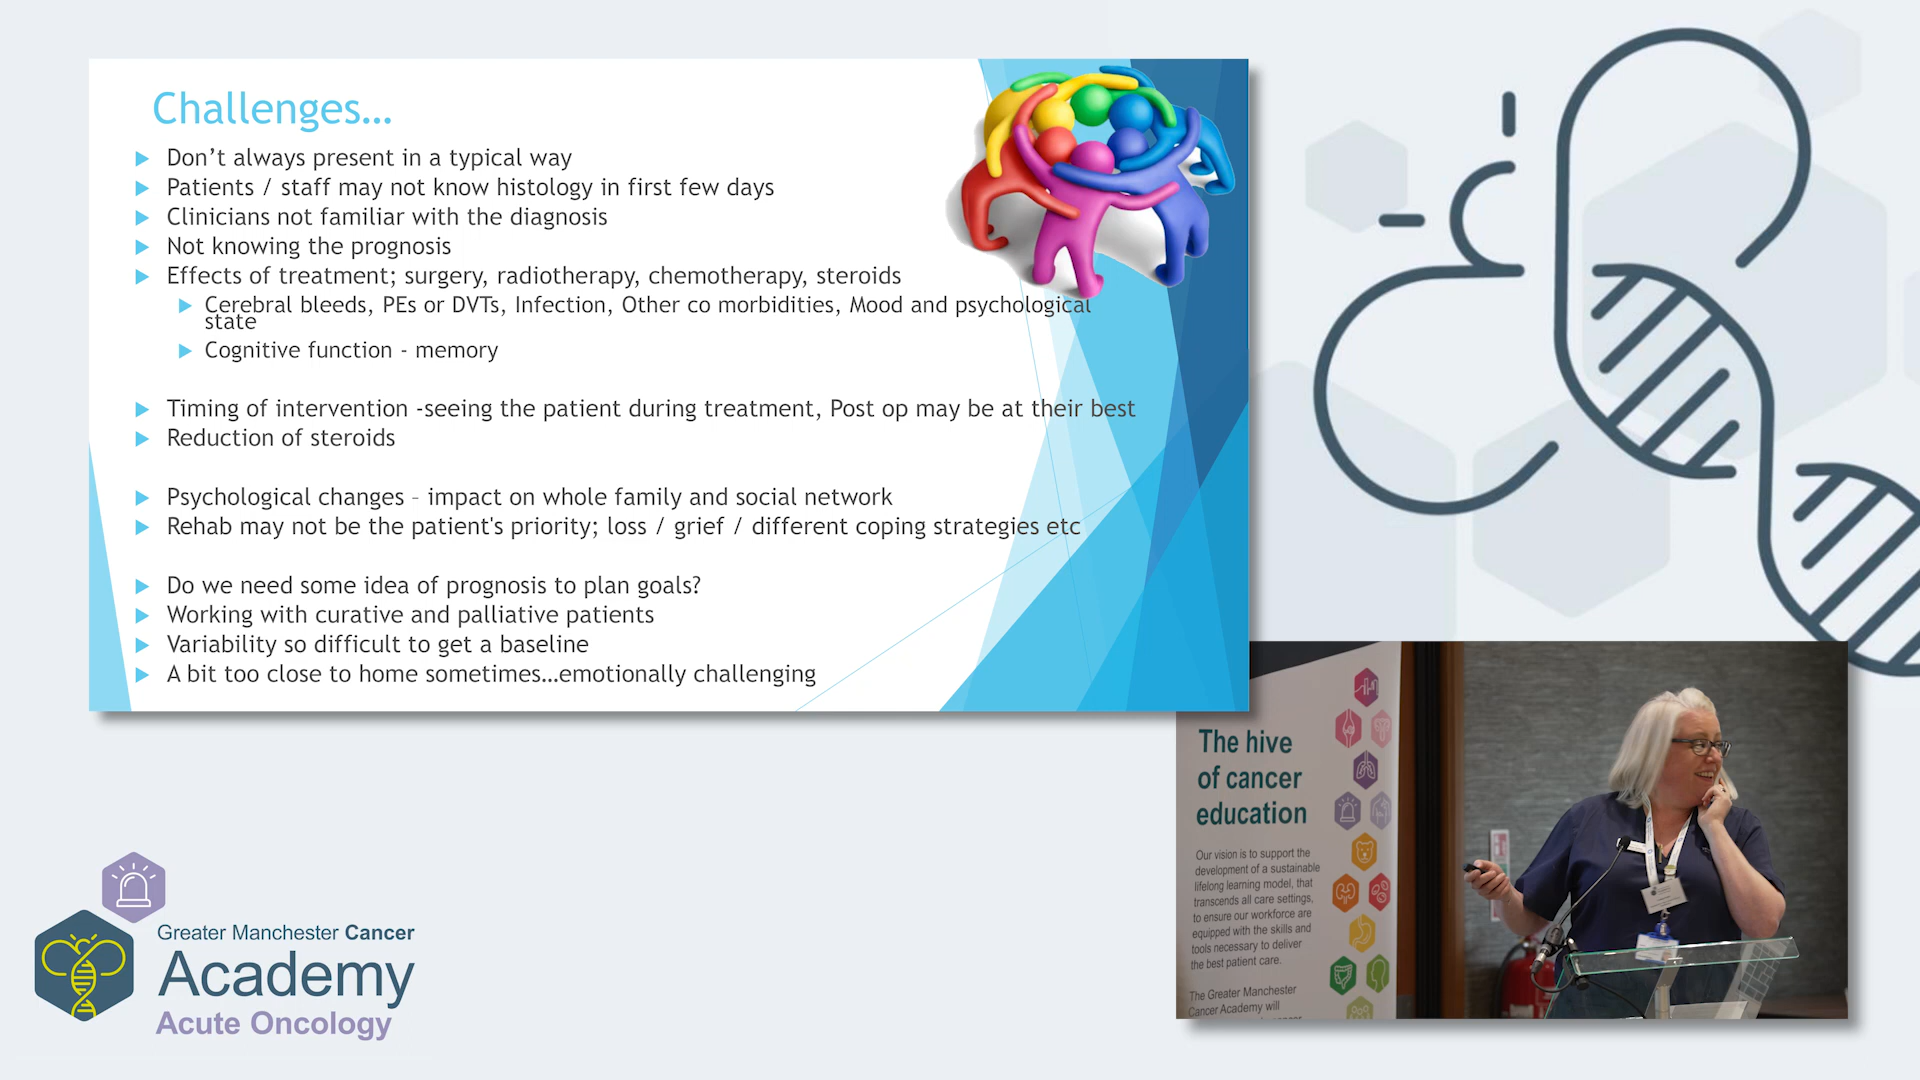 Challenges...
Don't always present in a typical way
Patients / staff may not know histology in first few days
Clinicians not familiar with the diagnosis
Not knowing the prognosis
Effects of treatment; surgery, radiotherapy, chemotherapy, steroids
Cerebral bleeds, PEs or DVTs, Infection, Other co morbidities, Mood and psychological
state
Cognitive function - memory
Timing of intervention -seeing the patient during treatment, Post op may be at their best
Reduction of steroids
Psychological changes – impact on whole family and social network
Rehab may not be the patient's priority; loss / grief / different coping strategies etc
Do we need some idea of prognosis to plan goals?
Working with curative and palliative patients
Variability so difficult to get a baseline
A bit too close to home sometimes...emotionally challenging
The hive
of cancer
education
Our vision is to support the
development of a sustainable
lifelong learning model, that
transcends all care settings,
to ensure our workforce are
equipped with the skills and
tools necessary to deliver
the best patient care.
The Greater Manchester
Cancer Academy will
Greater Manchester Cancer
Academy
Acute Oncology